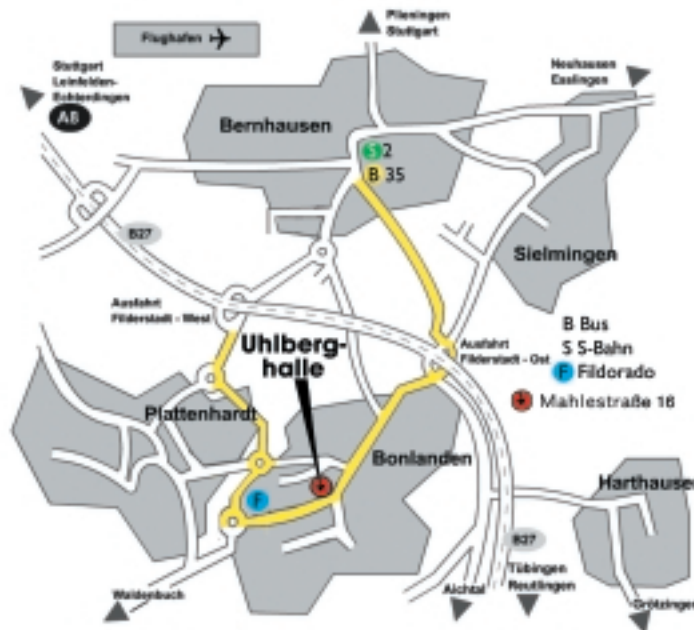 Plieningen
Stuttgart
Flughafen
Stuttgart
Leinfelden-
Echterdingen
A8
Neuhausen
Esslingen
Bernhausen
S 2
B 35
B27
Sielmingen
Ausfahrt
Filderstadt - West
Uhlberg-
halle
Ausfahrt
Filderstadt - Ost
B Bus
S S-Bahn
F Fildorado
Mahlestraße 16
Plattenhardt
Bonlanden
F
Harthausen
B27
Tübingen
Reutlingen
Waldenbuch
Aichtal
Grötzingen